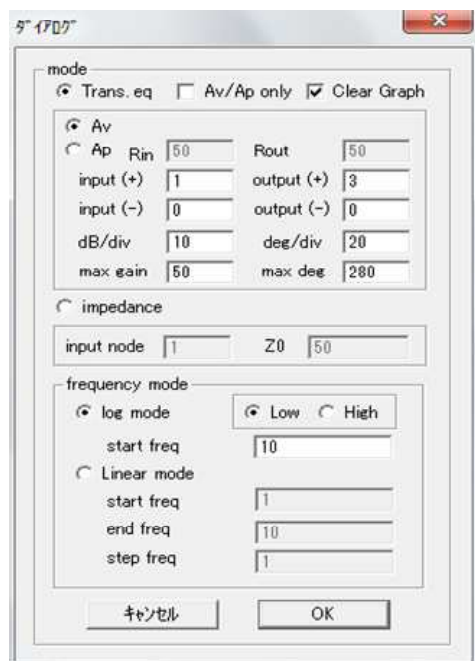 ﾀﾞｲｱﾛｸﾞ
mode
Trans. eq Av/Ap only Clear Graph
Av
Ap Rin 50 Rout 50
input (+) 1 output (+) 3
input (-) 0 output (-) 0
dB/div 10 deg/div 20
max gain 50 max deg 280
impedance
input node 1 Z0 50
frequency mode
log mode Low High
start freq 10
Linear mode
start freq 1
end freq 10
step freq 1
ｷｬﾝｾﾙ OK